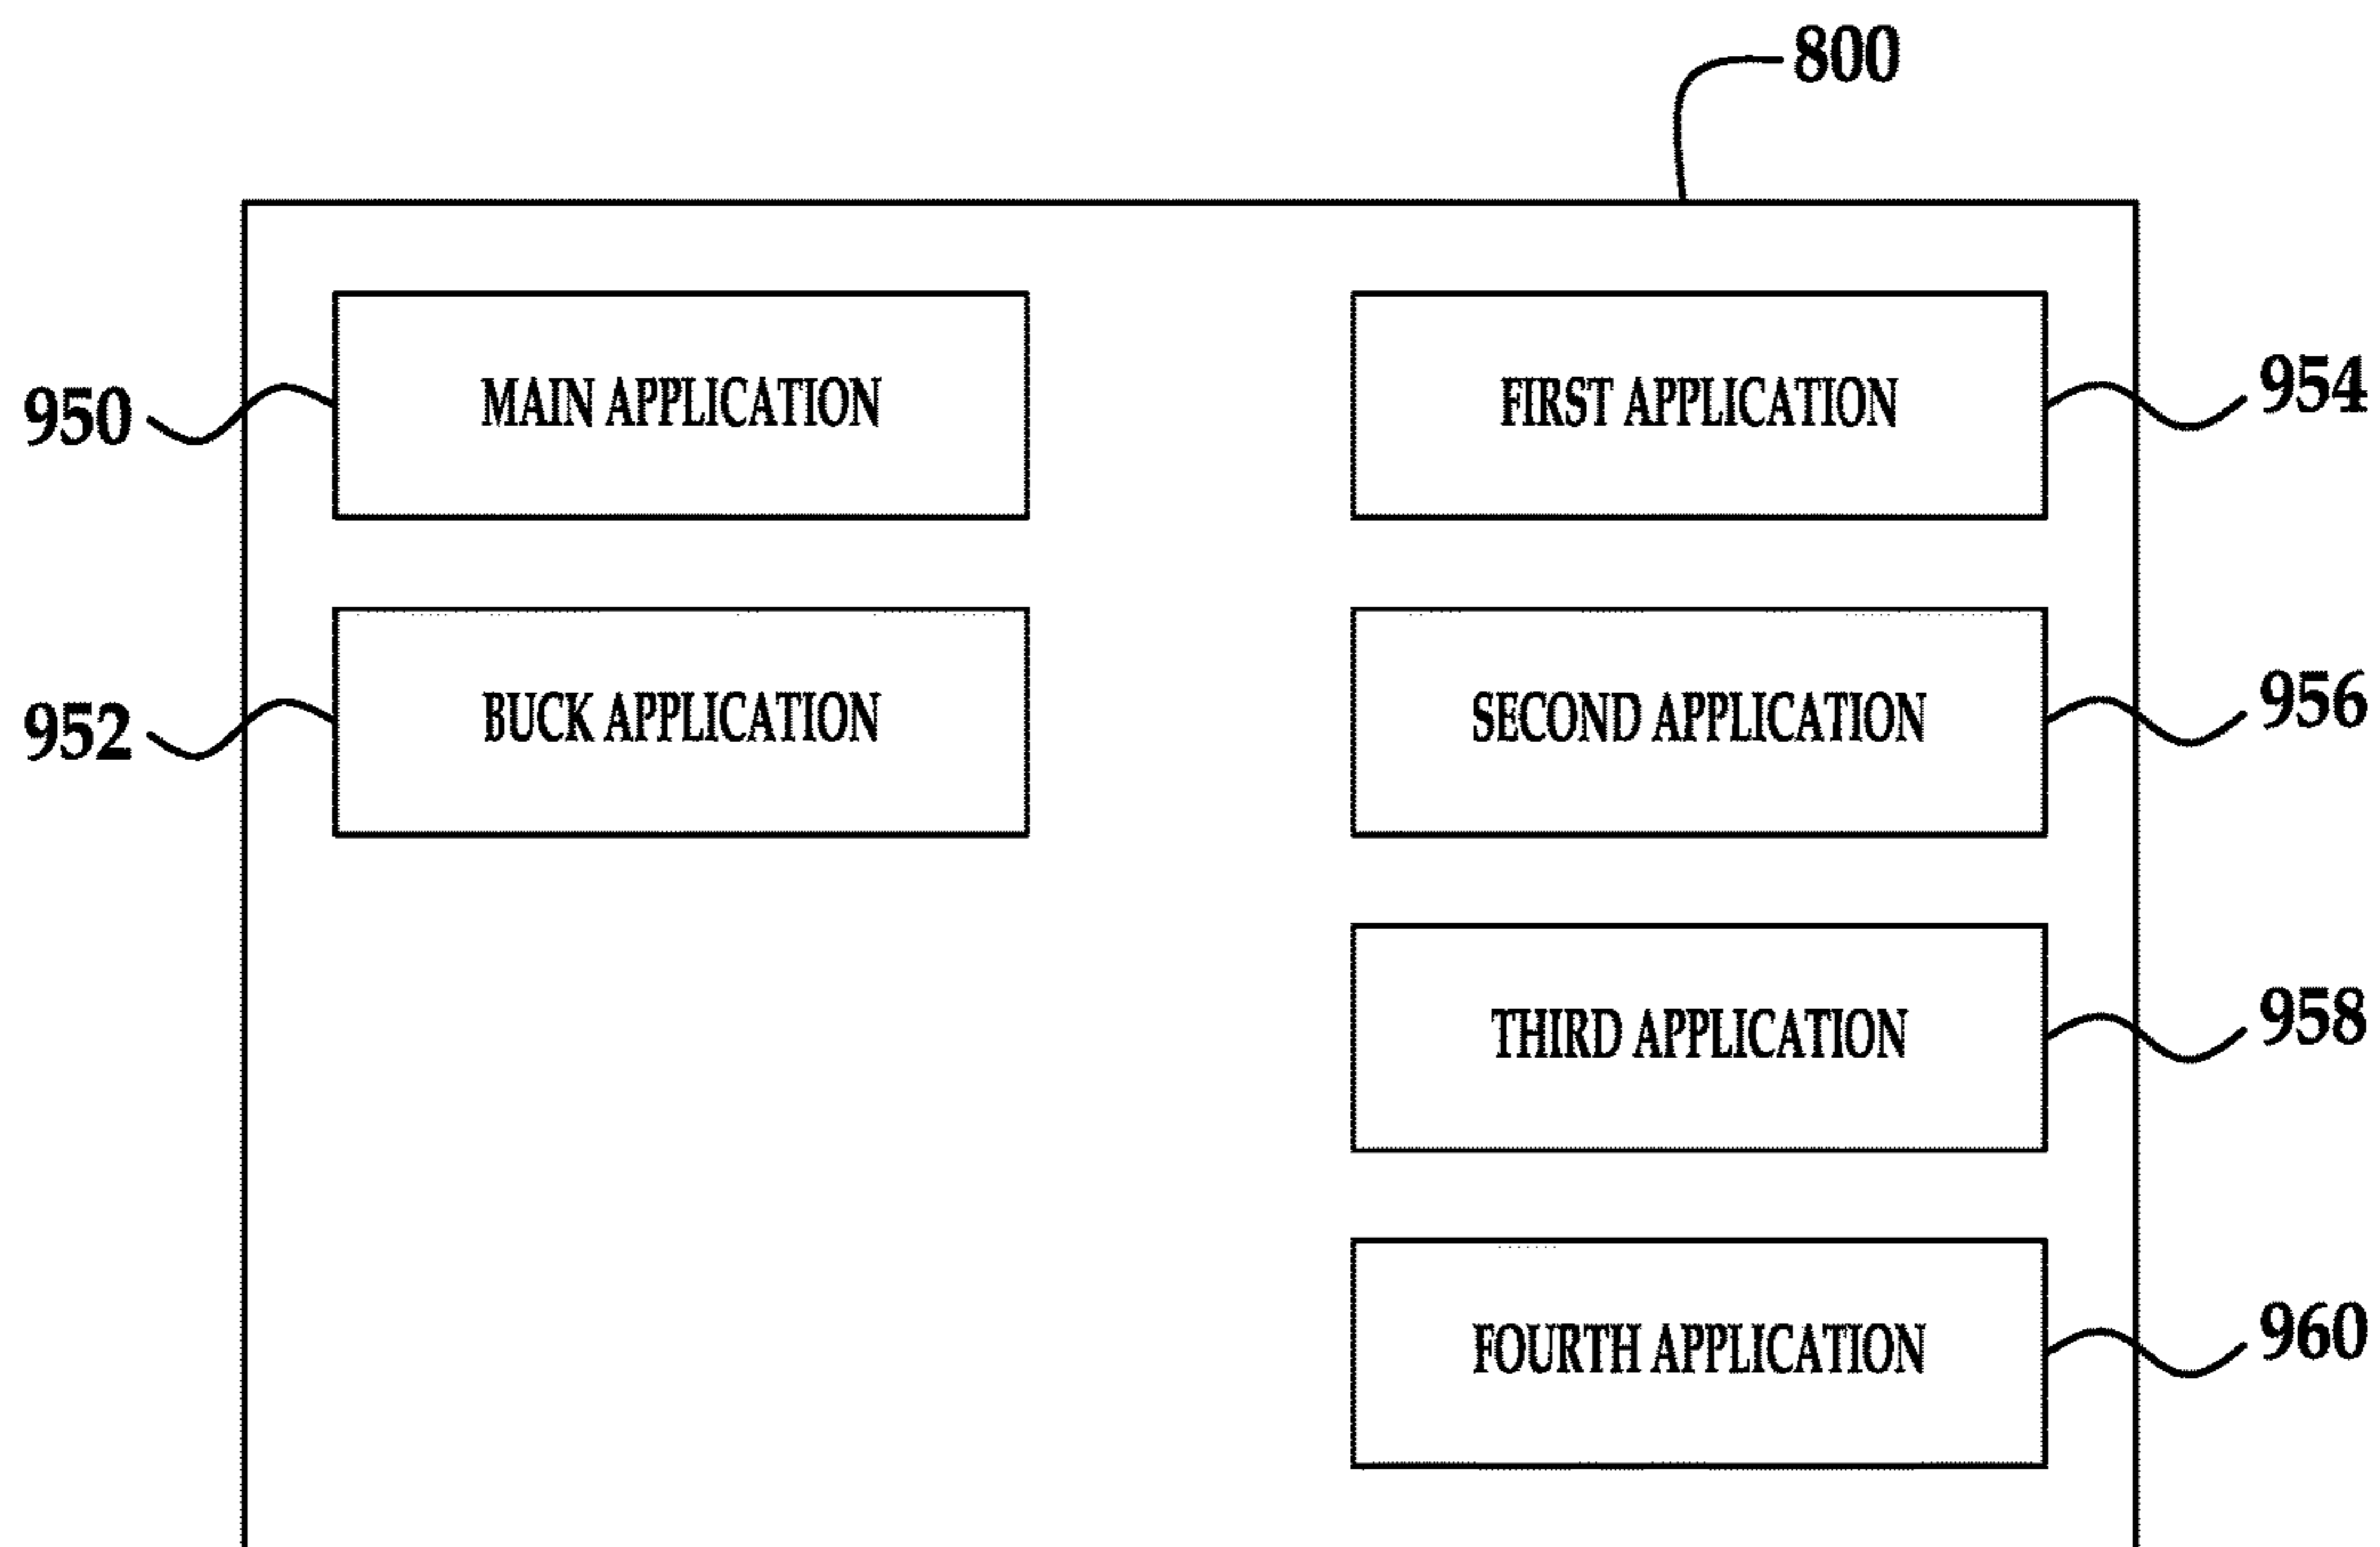 800
950
MAIN APPLICATION
FIRST APPLICATION
954
952
BUCK APPLICATION
SECOND APPLICATION
956
THIRD APPLICATION
958
FOURTH APPLICATION
960